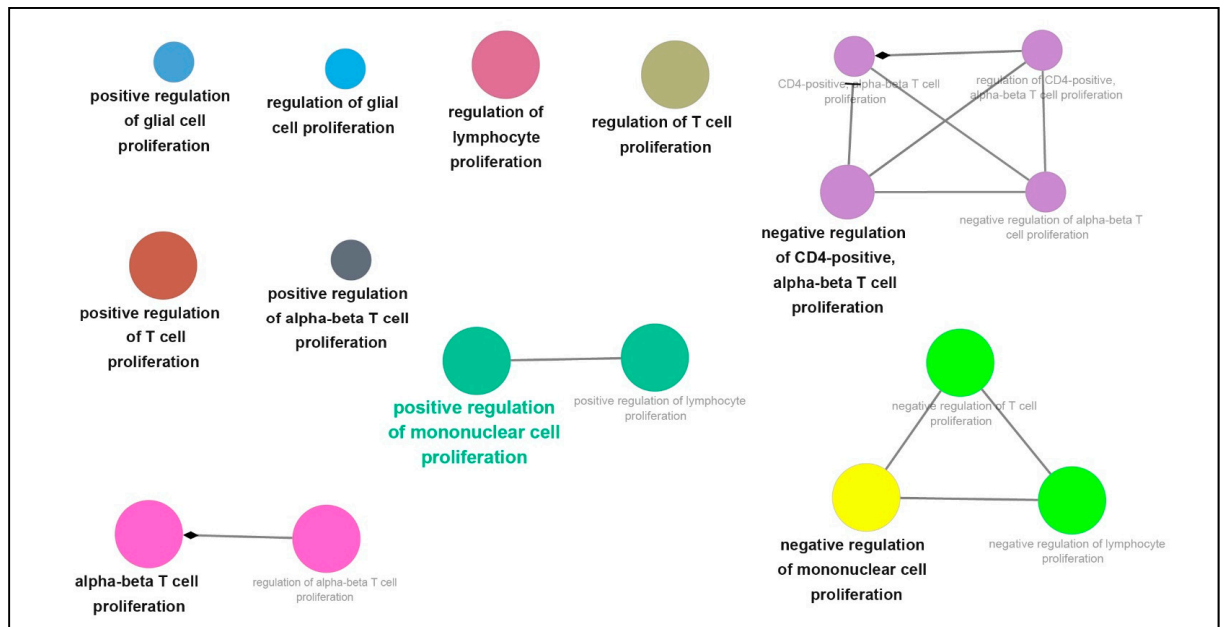 positive regulation
of glial cell
proliferation
regulation of glial
cell proliferation
regulation of
lymphocyte
proliferation
regulation of T cell
proliferation
CD4-positive, alpha-beta T cell
proliferation
regulation of CD4-positive,
alpha-beta T cell proliferation
negative regulation
of CD4-positive,
alpha-beta T cell
proliferation
negative regulation of alpha-beta T
cell proliferation
positive regulation
of T cell
proliferation
positive regulation
of alpha-beta T cell
proliferation
positive regulation
of mononuclear cell
proliferation
positive regulation of lymphocyte
proliferation
negative regulation of T cell
proliferation
negative regulation
of mononuclear cell
proliferation
negative regulation of lymphocyte
proliferation
alpha-beta T cell
proliferation
regulation of alpha-beta T cell
proliferation